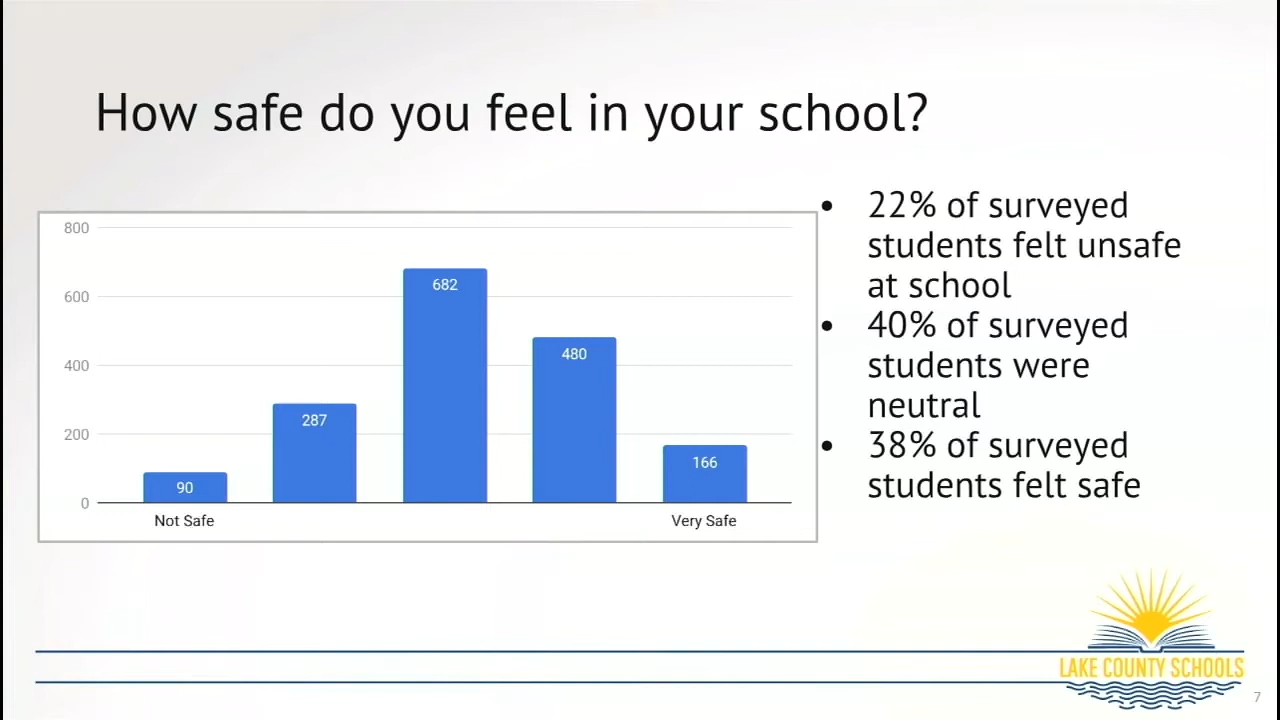 How safe do you feel in your school?
800
600
400
200
0
90
287
682
480
166
Not Safe
Very Safe
• 22% of surveyed
students felt unsafe
at school
• 40% of surveyed
students were
neutral
• 38% of surveyed
students felt safe
LAKE COUNTY SCHOOLS
7